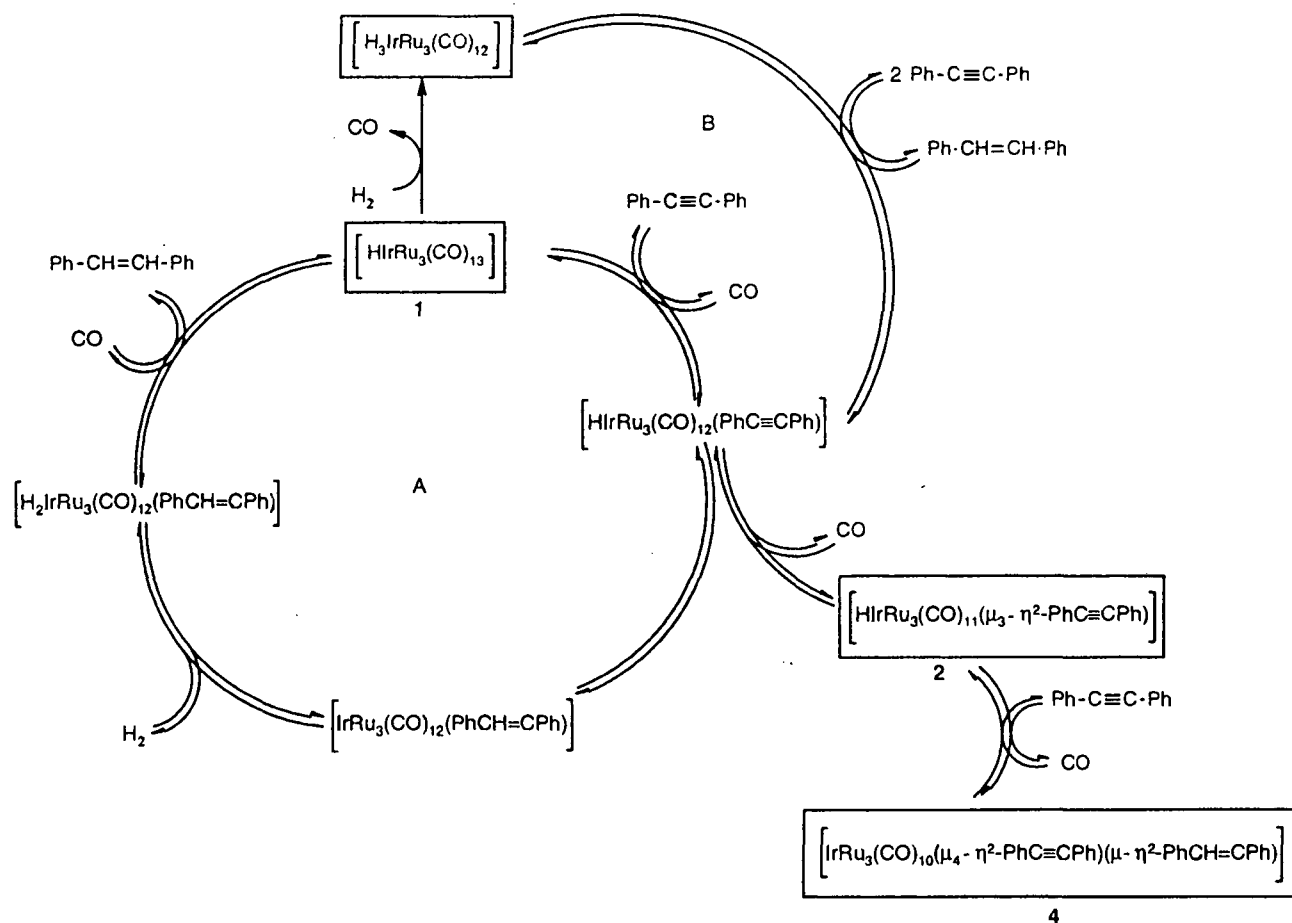 [H₃IrRu₃(CO)₁₂]
2 Ph-C≡C-Ph
CO
B
Ph-CH=CH-Ph
H₂
Ph-C≡C-Ph
Ph-CH=CH-Ph
[HIrRu₃(CO)₁₃]
CO
1
CO
[HIrRu₃(CO)₁₂(PhC≡CPh)]
[H₂IrRu₃(CO)₁₂(PhCH=CPh)]
A
CO
[HIrRu₃(CO)₁₁(μ₃-η²-PhC≡CPh)]
2
Ph-C≡C-Ph
H₂
[IrRu₃(CO)₁₂(PhCH=CPh)]
CO
[IrRu₃(CO)₁₀(μ₄-η²-PhC≡CPh)(μ-η²-PhCH=CPh)]
4